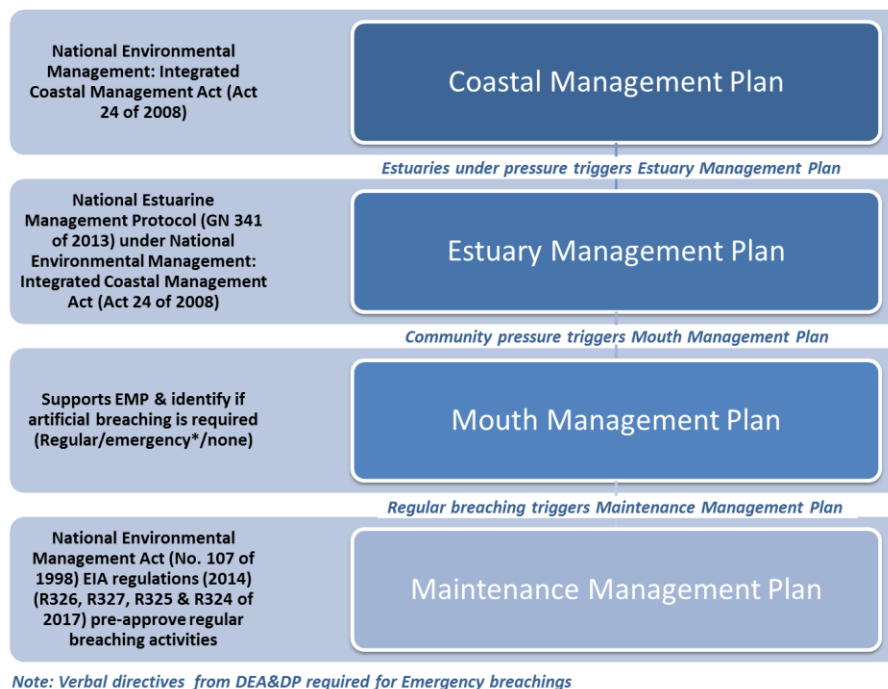 National Environmental
Management: Integrated
Coastal Management Act (Act
24 of 2008)
Coastal Management Plan
Estuaries under pressure triggers Estuary Management Plan
National Estuarine
Management Protocol (GN 341
of 2013) under National
Environmental Management:
Integrated Coastal Management
Act (Act 24 of 2008)
Estuary Management Plan
Community pressure triggers Mouth Management Plan
Supports EMP & identify if
artificial breaching is required
(Regular/emergency*/none)
Mouth Management Plan
Regular breaching triggers Maintenance Management Plan
National Environmental
Management Act (No. 107 of
1998) EIA regulations (2014)
(R326, R327, R325 & R324 of
2017) pre-approve regular
breaching activities
Maintenance Management Plan
Note: Verbal directives from DEA&DP required for Emergency breachings